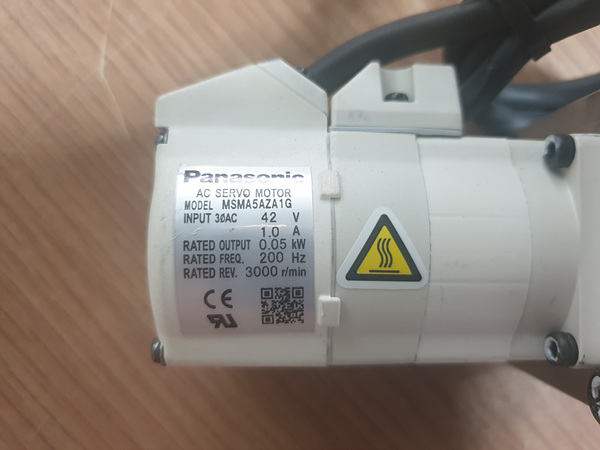 Panasonic
AC SERVO MOTOR
MODEL MSMA5AZA1G
INPUT 3øAC 42 V
1.0 A
RATED OUTPUT 0.05 kW
RATED FREQ. 200 Hz
RATED REV. 3000 r/min
CE